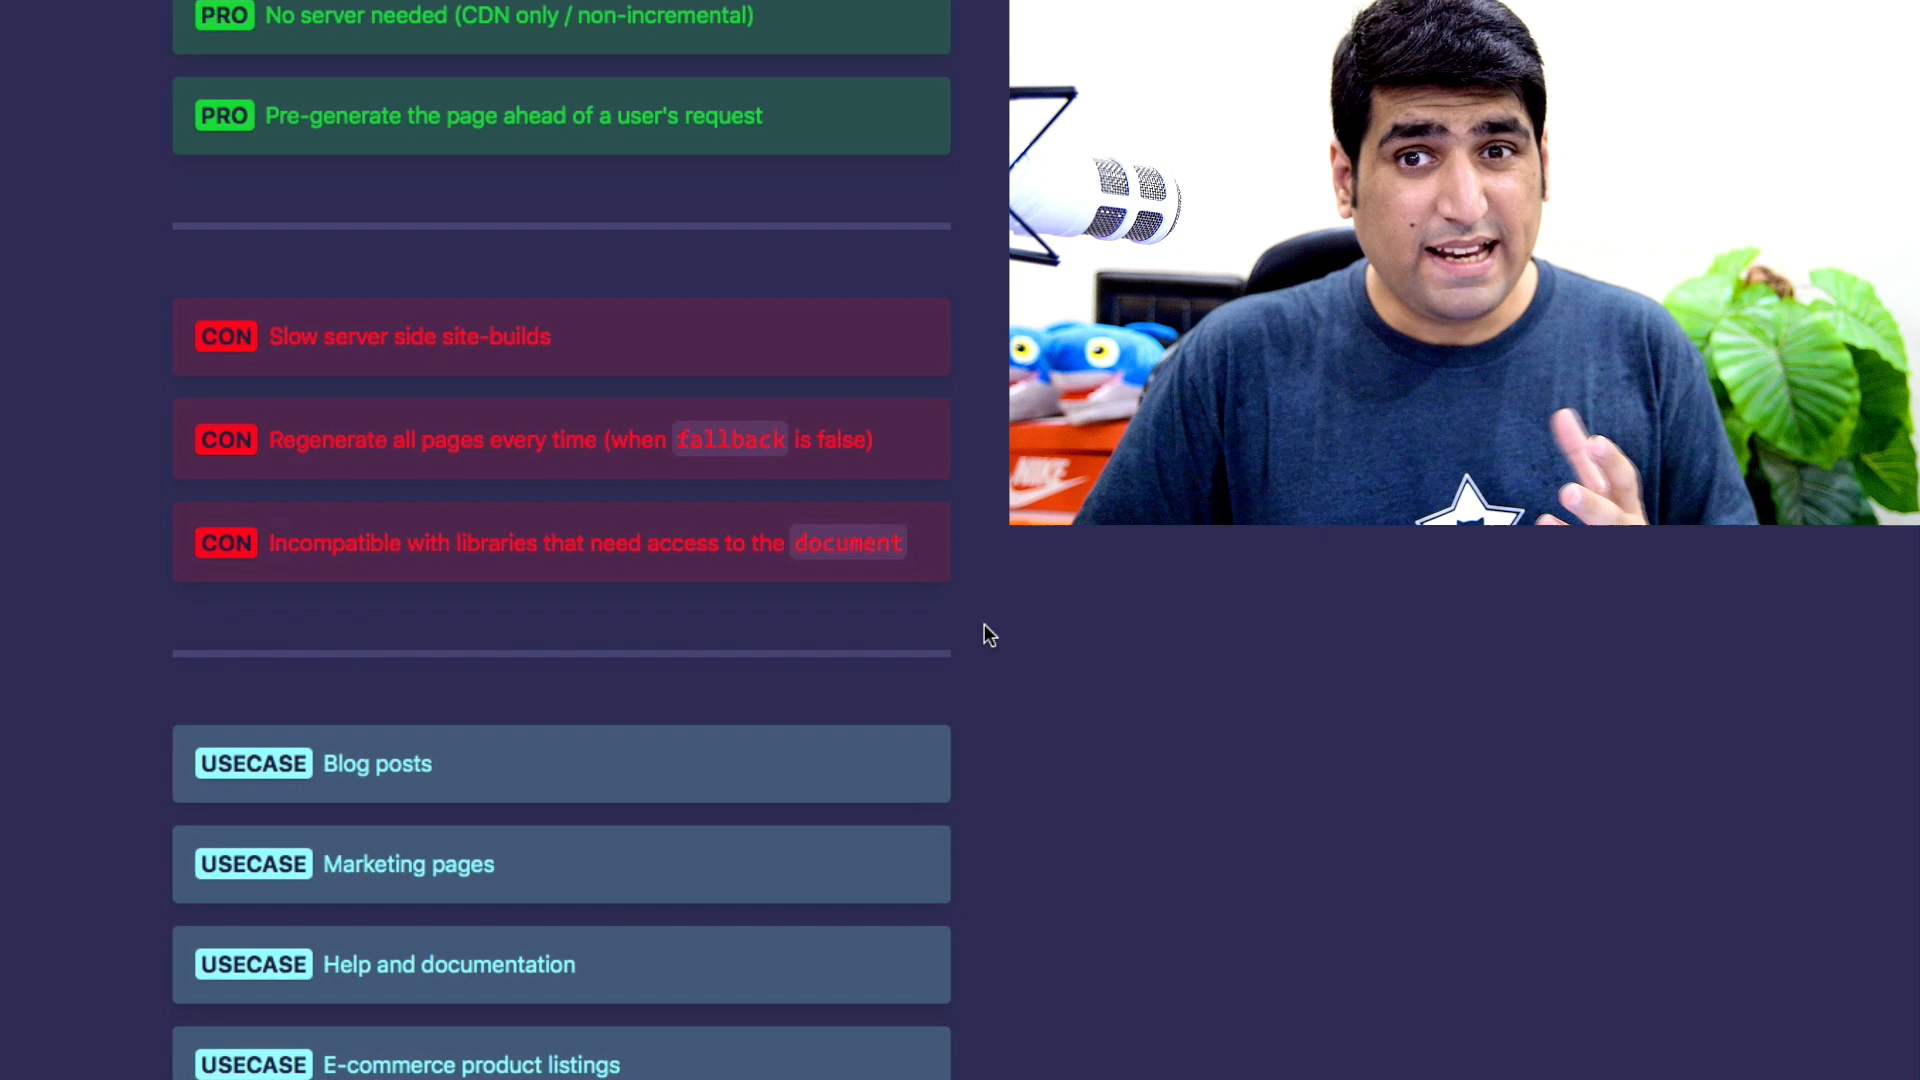 PRO No server needed (CDN only / non-incremental)
PRO Pre-generate the page ahead of a user's request
CON Slow server side site-builds
CON Regenerate all pages every time (when fallback is false)
CON Incompatible with libraries that need access to the document
USECASE Blog posts
USECASE Marketing pages
USECASE Help and documentation
USECASE E-commerce product listings
NIKE